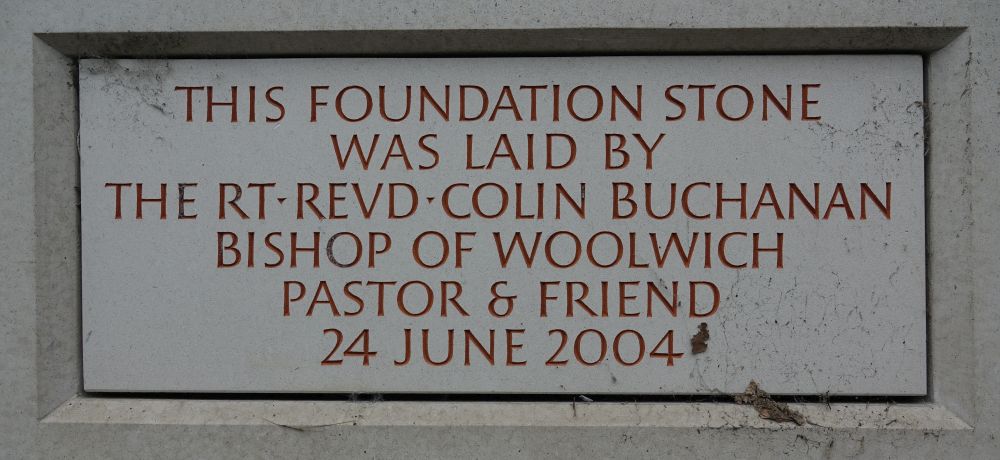 THIS FOUNDATION STONE
WAS LAID BY
THE RT·REVD·COLIN BUCHANAN
BISHOP OF WOOLWICH
PASTOR & FRIEND
24 JUNE 2004